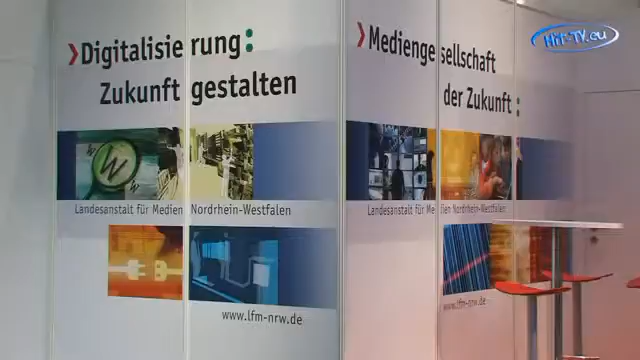 Digitalisierung:
Zukunft gestalten
W
Landesanstalt für Medien Nordrhein-Westfalen
www.lfm-nrw.de
Mediengesellschaft
der Zukunft:
Landesanstalt für Medien Nordrhein-Westfalen
www.lfm-nrw.de
Hit-TV.eu